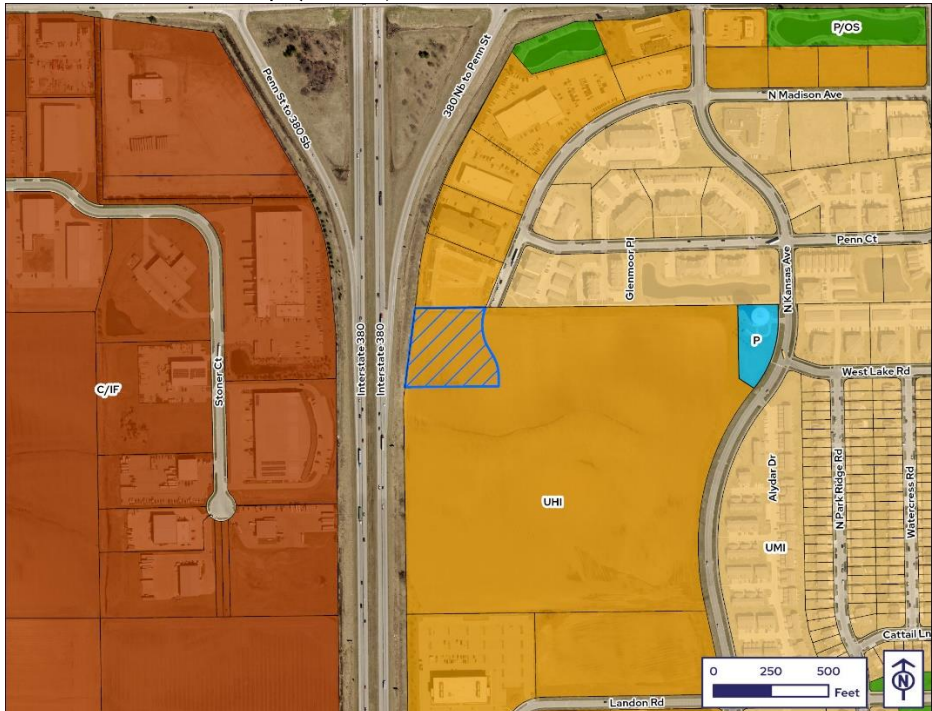 P/OS
Penn St to 380 Sb
380 Nb to Penn St
N Madison Ave
Glenmoor Pl
N Kansas Ave
Penn Ct
Interstate 380
Interstate 380
P
West Lake Rd
C/IF
Stoner Ct
Alydar Dr
N Park Ridge Rd
Watercress Rd
UHI
UMI
Cattail Ln
Landon Rd
0 250 500
Feet
N